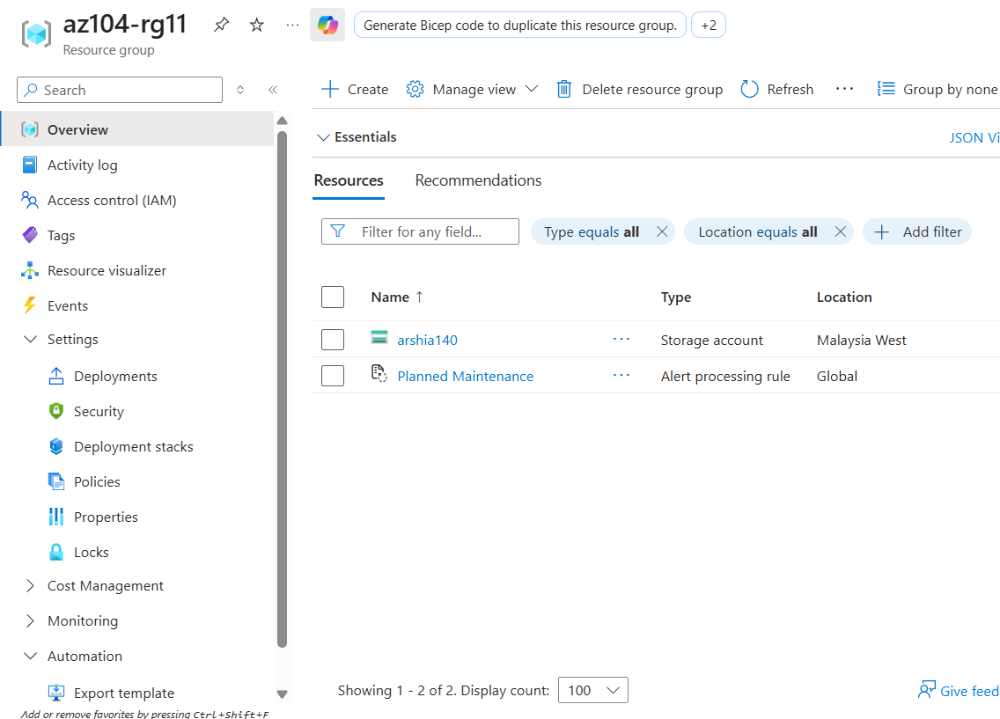 az104-rg11
Resource group
Generate Bicep code to duplicate this resource group.
+2
Search
Overview
Activity log
Access control (IAM)
Tags
Resource visualizer
Events
Settings
Deployments
Security
Deployment stacks
Policies
Properties
Locks
Cost Management
Monitoring
Automation
Export template
Add or remove favorites by pressing Ctrl+Shift+F
Create Manage view Delete resource group Refresh Group by none
Essentials
JSON Vi
Resources Recommendations
Filter for any field... Type equals all Location equals all Add filter
Name ↑ Type Location
arshia140 Storage account Malaysia West
Planned Maintenance Alert processing rule Global
Showing 1 - 2 of 2. Display count: 100
Give feed